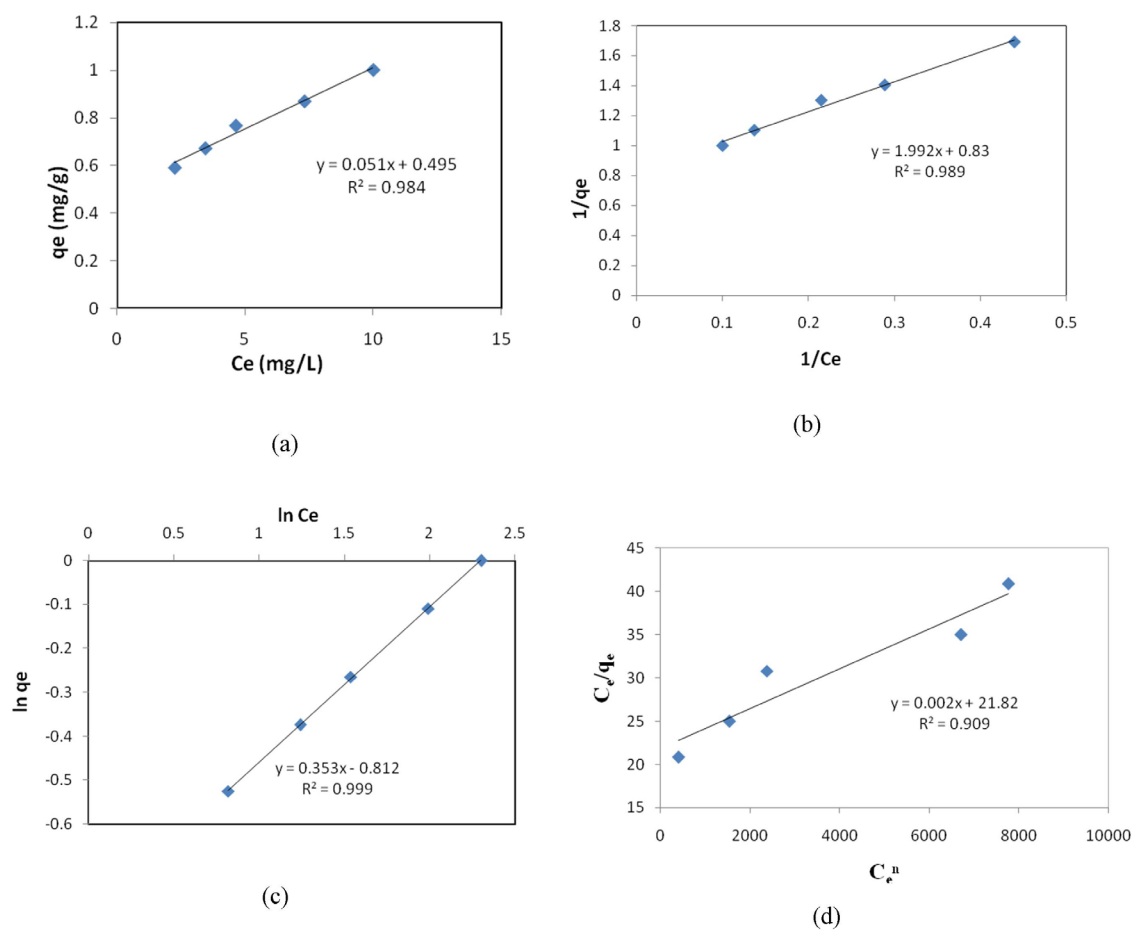 1.2
1
0.8
0.6
0.4
0.2
0
qe (mg/g)
y = 0.051x + 0.495
R² = 0.984
0 5 10 15
Ce (mg/L)
(a)
1.8
1.6
1.4
1.2
1.0
0.8
0.6
0.4
0.2
0
1/qe
y = 1.992x + 0.83
R² = 0.989
0 0.1 0.2 0.3 0.4 0.5
1/Ce
(b)
ln Ce
0 0.5 1 1.5 2 2.5
0
-0.1
-0.2
-0.3
-0.4
-0.5
-0.6
ln qe
y = 0.353x - 0.812
R² = 0.999
(c)
45
40
35
30
25
20
15
Cₑ/qₑ
y = 0.002x + 21.82
R² = 0.909
0 2000 4000 6000 8000 10000
Cₑⁿ
(d)